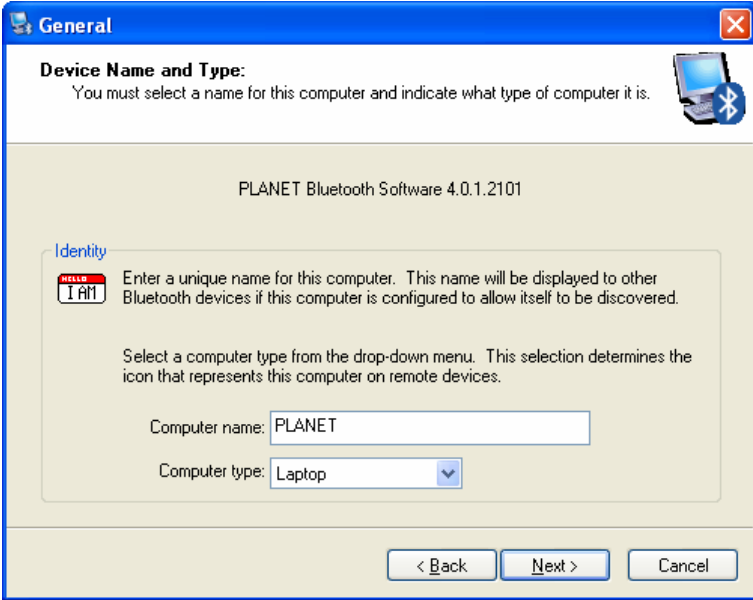 General
Device Name and Type:
You must select a name for this computer and indicate what type of computer it is.
PLANET Bluetooth Software 4.0.1.2101
Identity
HELLO
I AM
Enter a unique name for this computer.  This name will be displayed to other
Bluetooth devices if this computer is configured to allow itself to be discovered.
Select a computer type from the drop-down menu.  This selection determines the
icon that represents this computer on remote devices.
Computer name: PLANET
Computer type: Laptop
< Back Next > Cancel